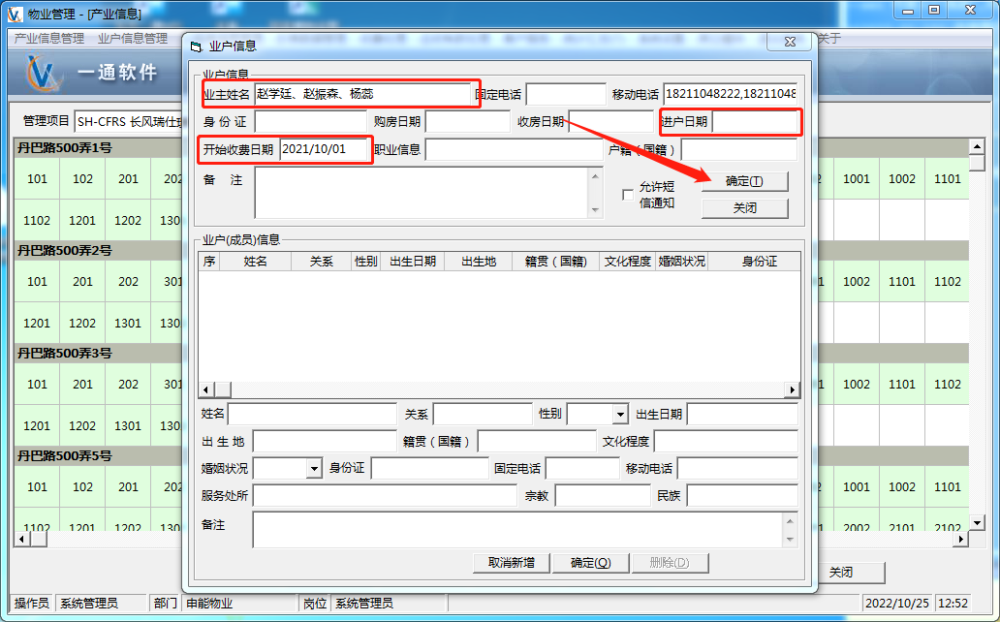 物业管理 - [产业信息]
产业信息管理 业户信息管理
关于
一通软件
管理项目 SH-CFRS 长风瑞仕
丹巴路500弄1号
101 102 201 202
1001 1002 1101
1102 1201 1202
丹巴路500弄2号
101 201 202 301
1002 1101 1102
1201 1202 1301
丹巴路500弄3号
101 201 202 301
1002 1101 1102
1201 1202 1301
丹巴路500弄5号
101 102 201 202
1001 1002 1101
1102 1201 1202
2002 2101 2102
业户信息
业户信息
业主姓名 赵学廷、赵振森、杨蕊 固定电话 移动电话 18211048222,18211048
身 份 证 购房日期 收房日期 进户日期
开始收费日期 2021/10/01 职业信息 户籍（国籍）
备 注
允许短
信通知
确定(T)
关闭
业户(成员)信息
序 姓名 关系 性别 出生日期 出生地 籍贯（国籍） 文化程度 婚姻状况 身份证
姓名 关系 性别 出生日期
出 生 地 籍贯（国籍） 文化程度
婚姻状况 身份证 固定电话 移动电话
服务处所 宗教 民族
备注
取消新增 确定(Q) 删除(D)
关闭
操作员 系统管理员 部门 申能物业 岗位 系统管理员 2022/10/25 12:52